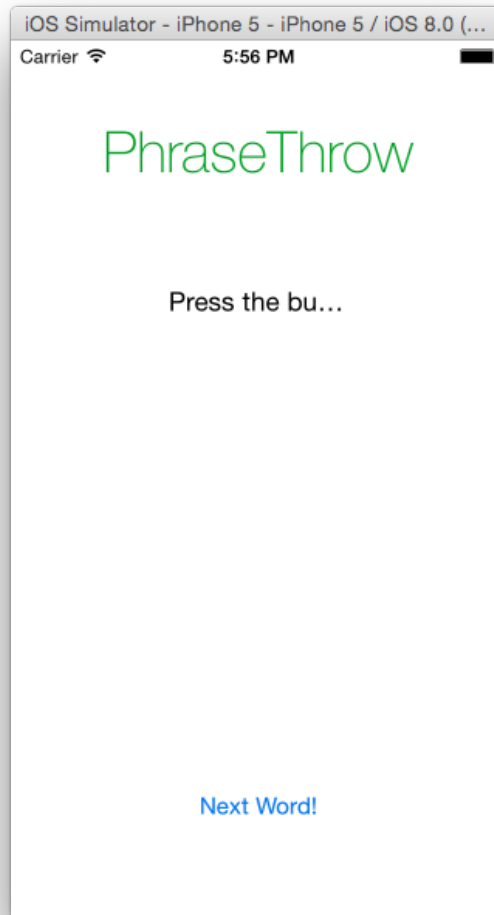 iOS Simulator - iPhone 5 - iPhone 5 / iOS 8.0 (...
Carrier 5:56 PM
PhraseThrow
Press the bu...
Next Word!